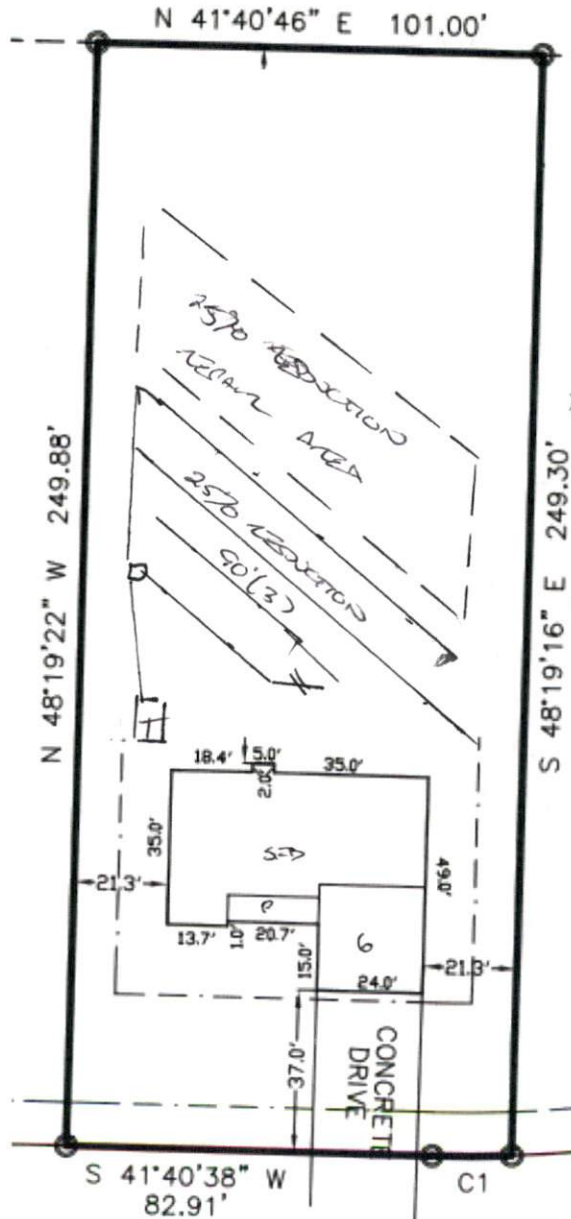 N 41°40'46" E 101.00'
25% REDUCTION
REPAIR AREA
N 48°19'22" W 249.88'
S 48°19'16" E 249.30'
25% REDUCTION
90'(3)
18.4'
5.0'
35.0'
2.0'
35.0'
SFD
49.0'
21.3'
P
13.7'
1.0'
20.7'
15.0'
24.0'
21.3'
37.0'
CONCRETE
DRIVE
S 41°40'38" W
82.91'
C1